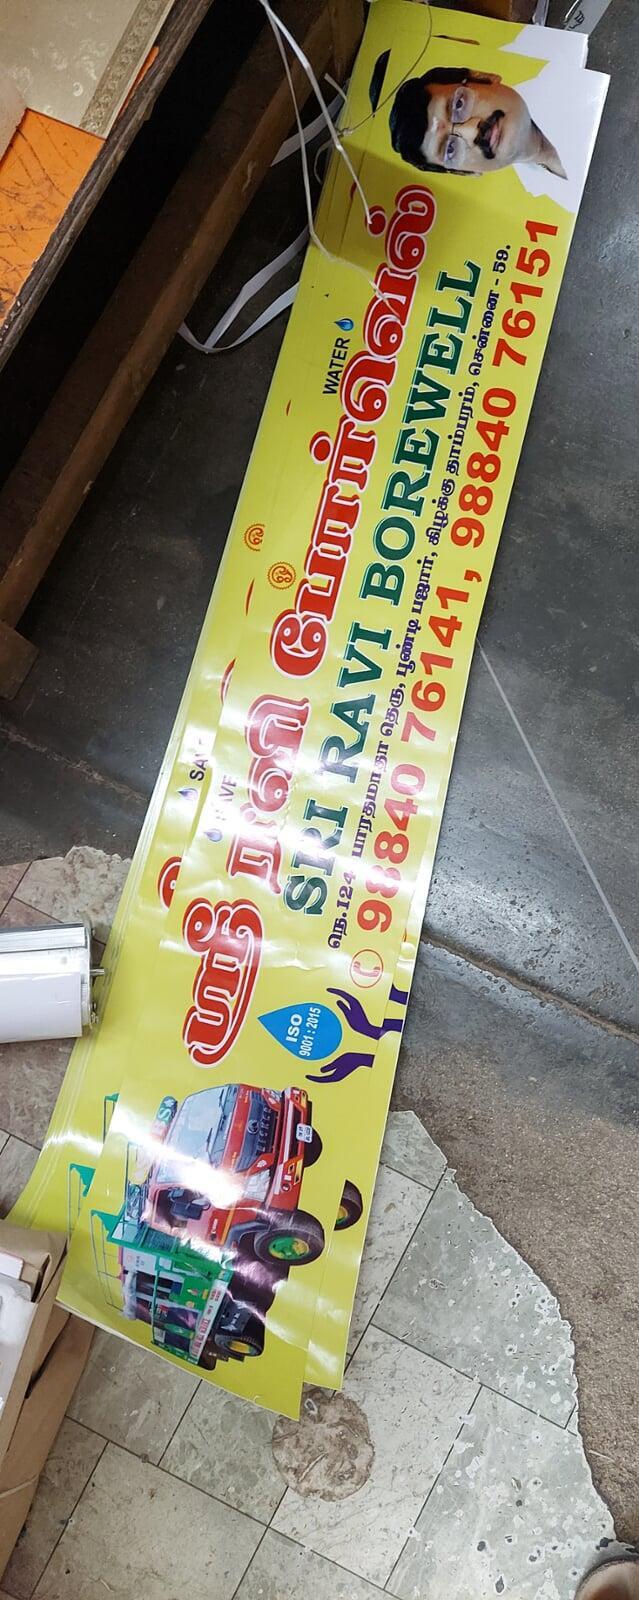 ஓ
WATER
SAVE
ஸ்ரீ ரவி போர்வெல்
SRI RAVI BOREWELL
நெ.124, பாரதமாதா தெரு, பூண்டி பஜார், கிழக்கு தாம்பரம், சென்னை - 59.
98840 76141, 98840 76151
ISO
9001 : 2015